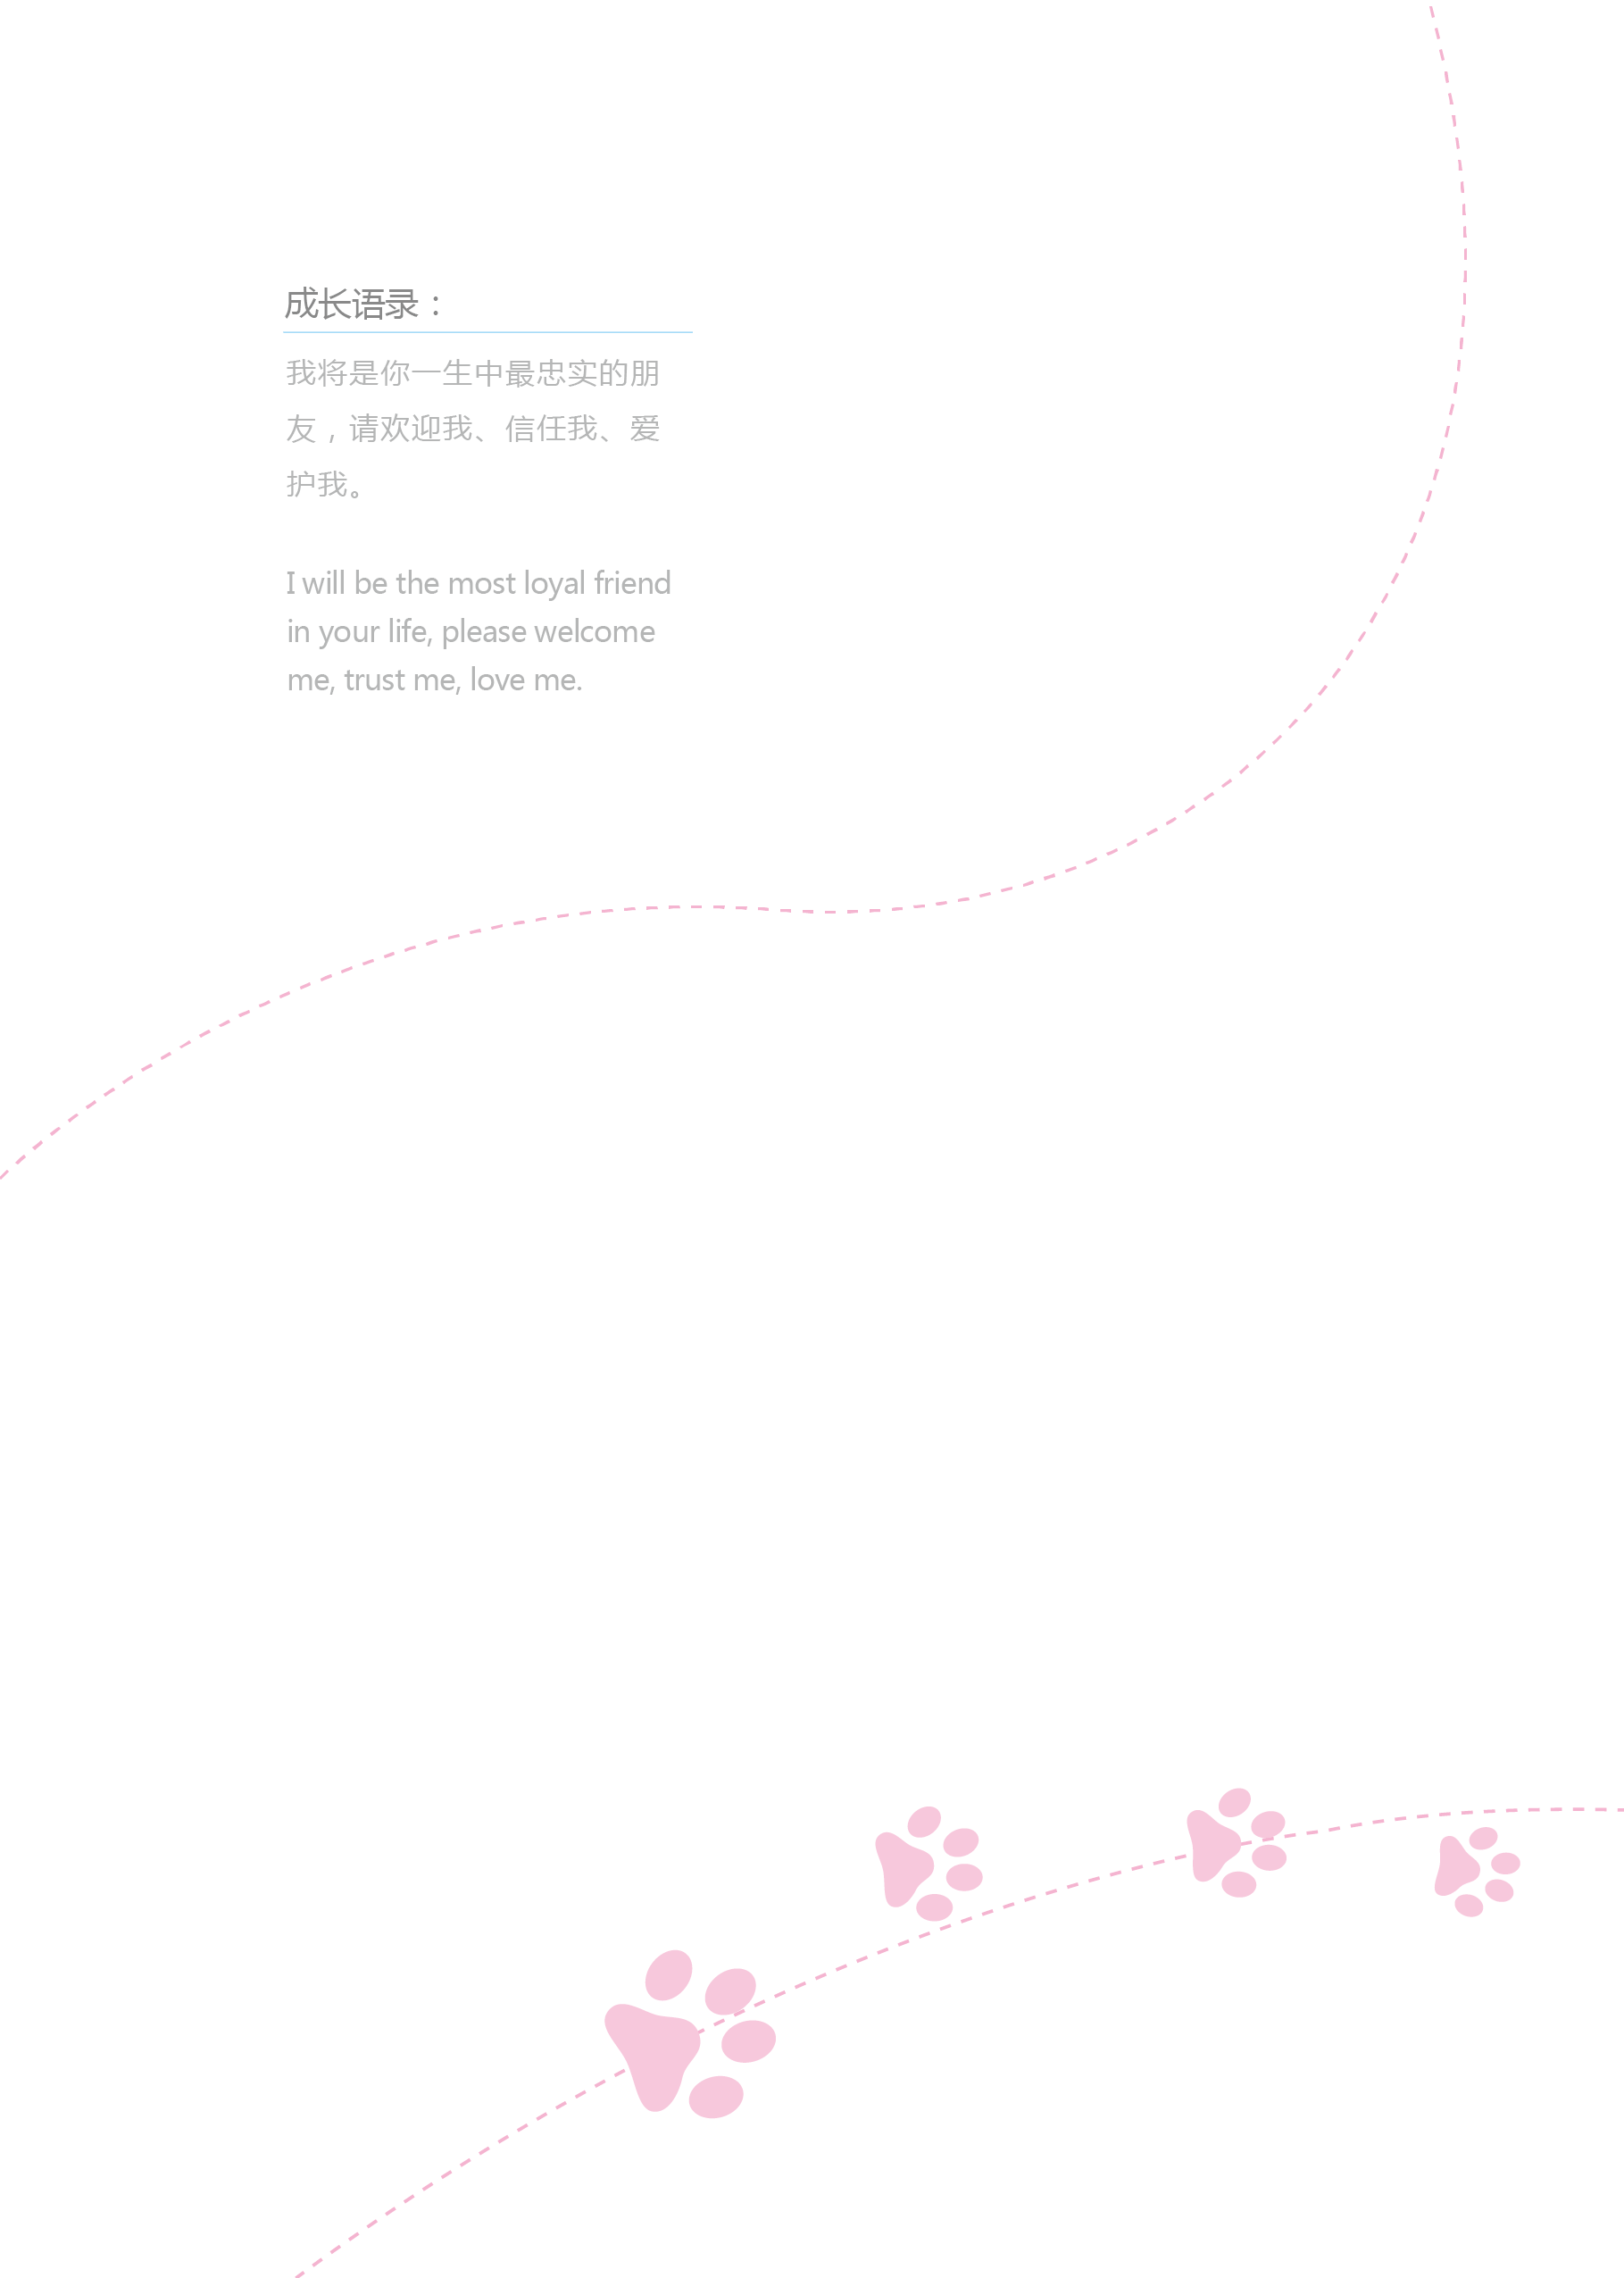 成长语录：
我将是你一生中最忠实的朋
友，请欢迎我、信任我、爱
护我。
I will be the most loyal friend
in your life, please welcome
me, trust me, love me.